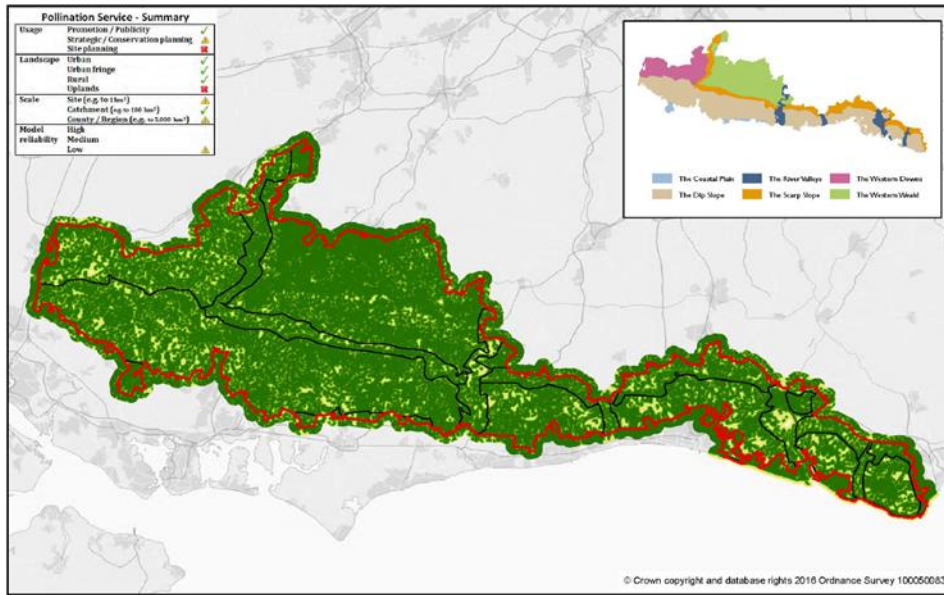 Pollination Service - Summary
Usage Promotion / Publicity
Strategic / Conservation planning
Site planning
Landscape Urban
Urban fringe
Rural
Uplands
Scale Site (e.g. to 1km²)
Catchment (e.g. to 100 km²)
County / Region (e.g. to 5,000 km²)
Model High
reliability Medium
Low
The Coastal Plain The River Valleys The Western Downs
The Dip Slope The Scarp Slope The Western Weald
© Crown copyright and database rights 2016 Ordnance Survey 100050083